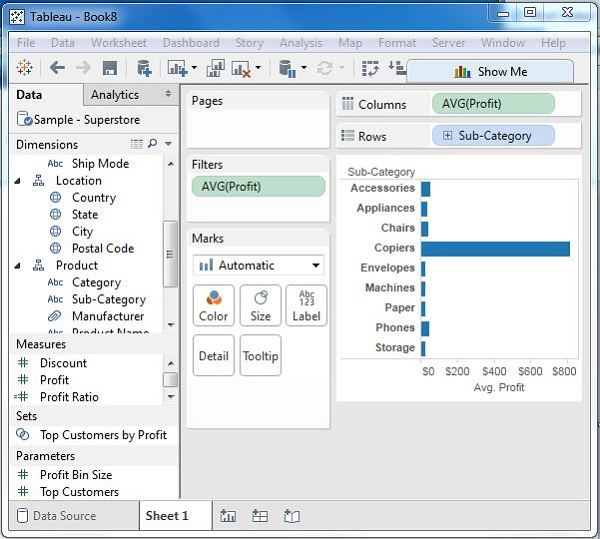 Tableau - Book8
File Data Worksheet Dashboard Story Analysis Map Format Server Window Help
Show Me
Data Analytics
Sample - Superstore
Dimensions
Abc Ship Mode
Location
Country
State
City
Postal Code
Product
Abc Category
Abc Sub-Category
Manufacturer
Abc Product Name
Measures
# Discount
# Profit
=# Profit Ratio
Sets
Top Customers by Profit
Parameters
# Profit Bin Size
# Top Customers
Pages
Filters
AVG(Profit)
Marks
Automatic
Color Size Abc 123 Label
Detail Tooltip
Columns AVG(Profit)
Rows Sub-Category
Sub-Category
Accessories
Appliances
Chairs
Copiers
Envelopes
Machines
Paper
Phones
Storage
$0 $200 $400 $600 $800
Avg. Profit
Data Source Sheet 1